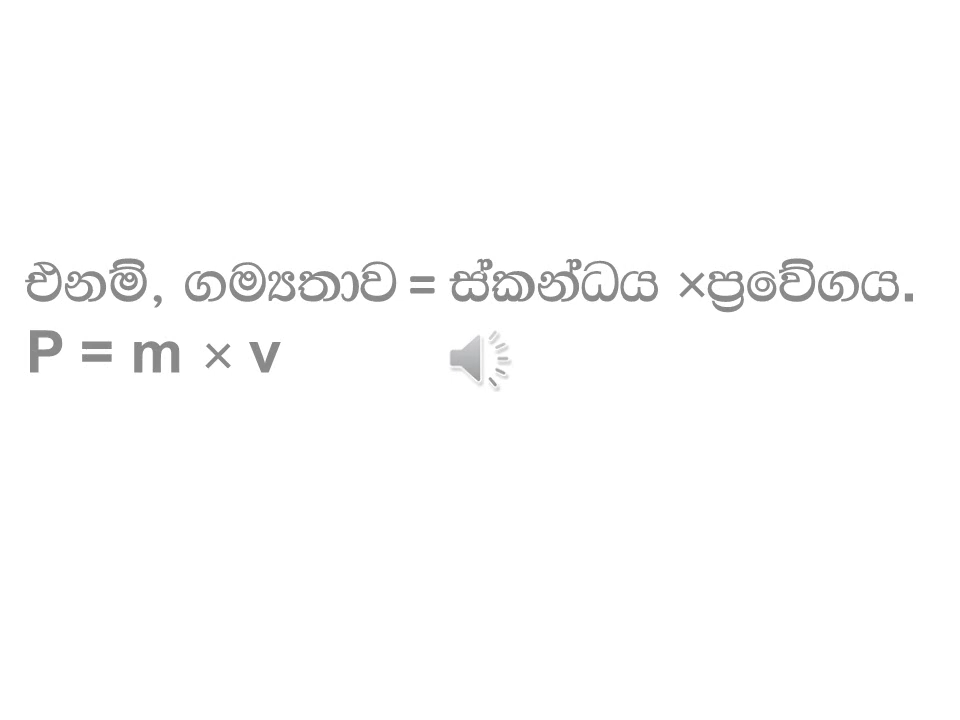 එනම්, ගම්‍යතාව = ස්කන්ධය ×ප්‍රවේගය.
P = m × v